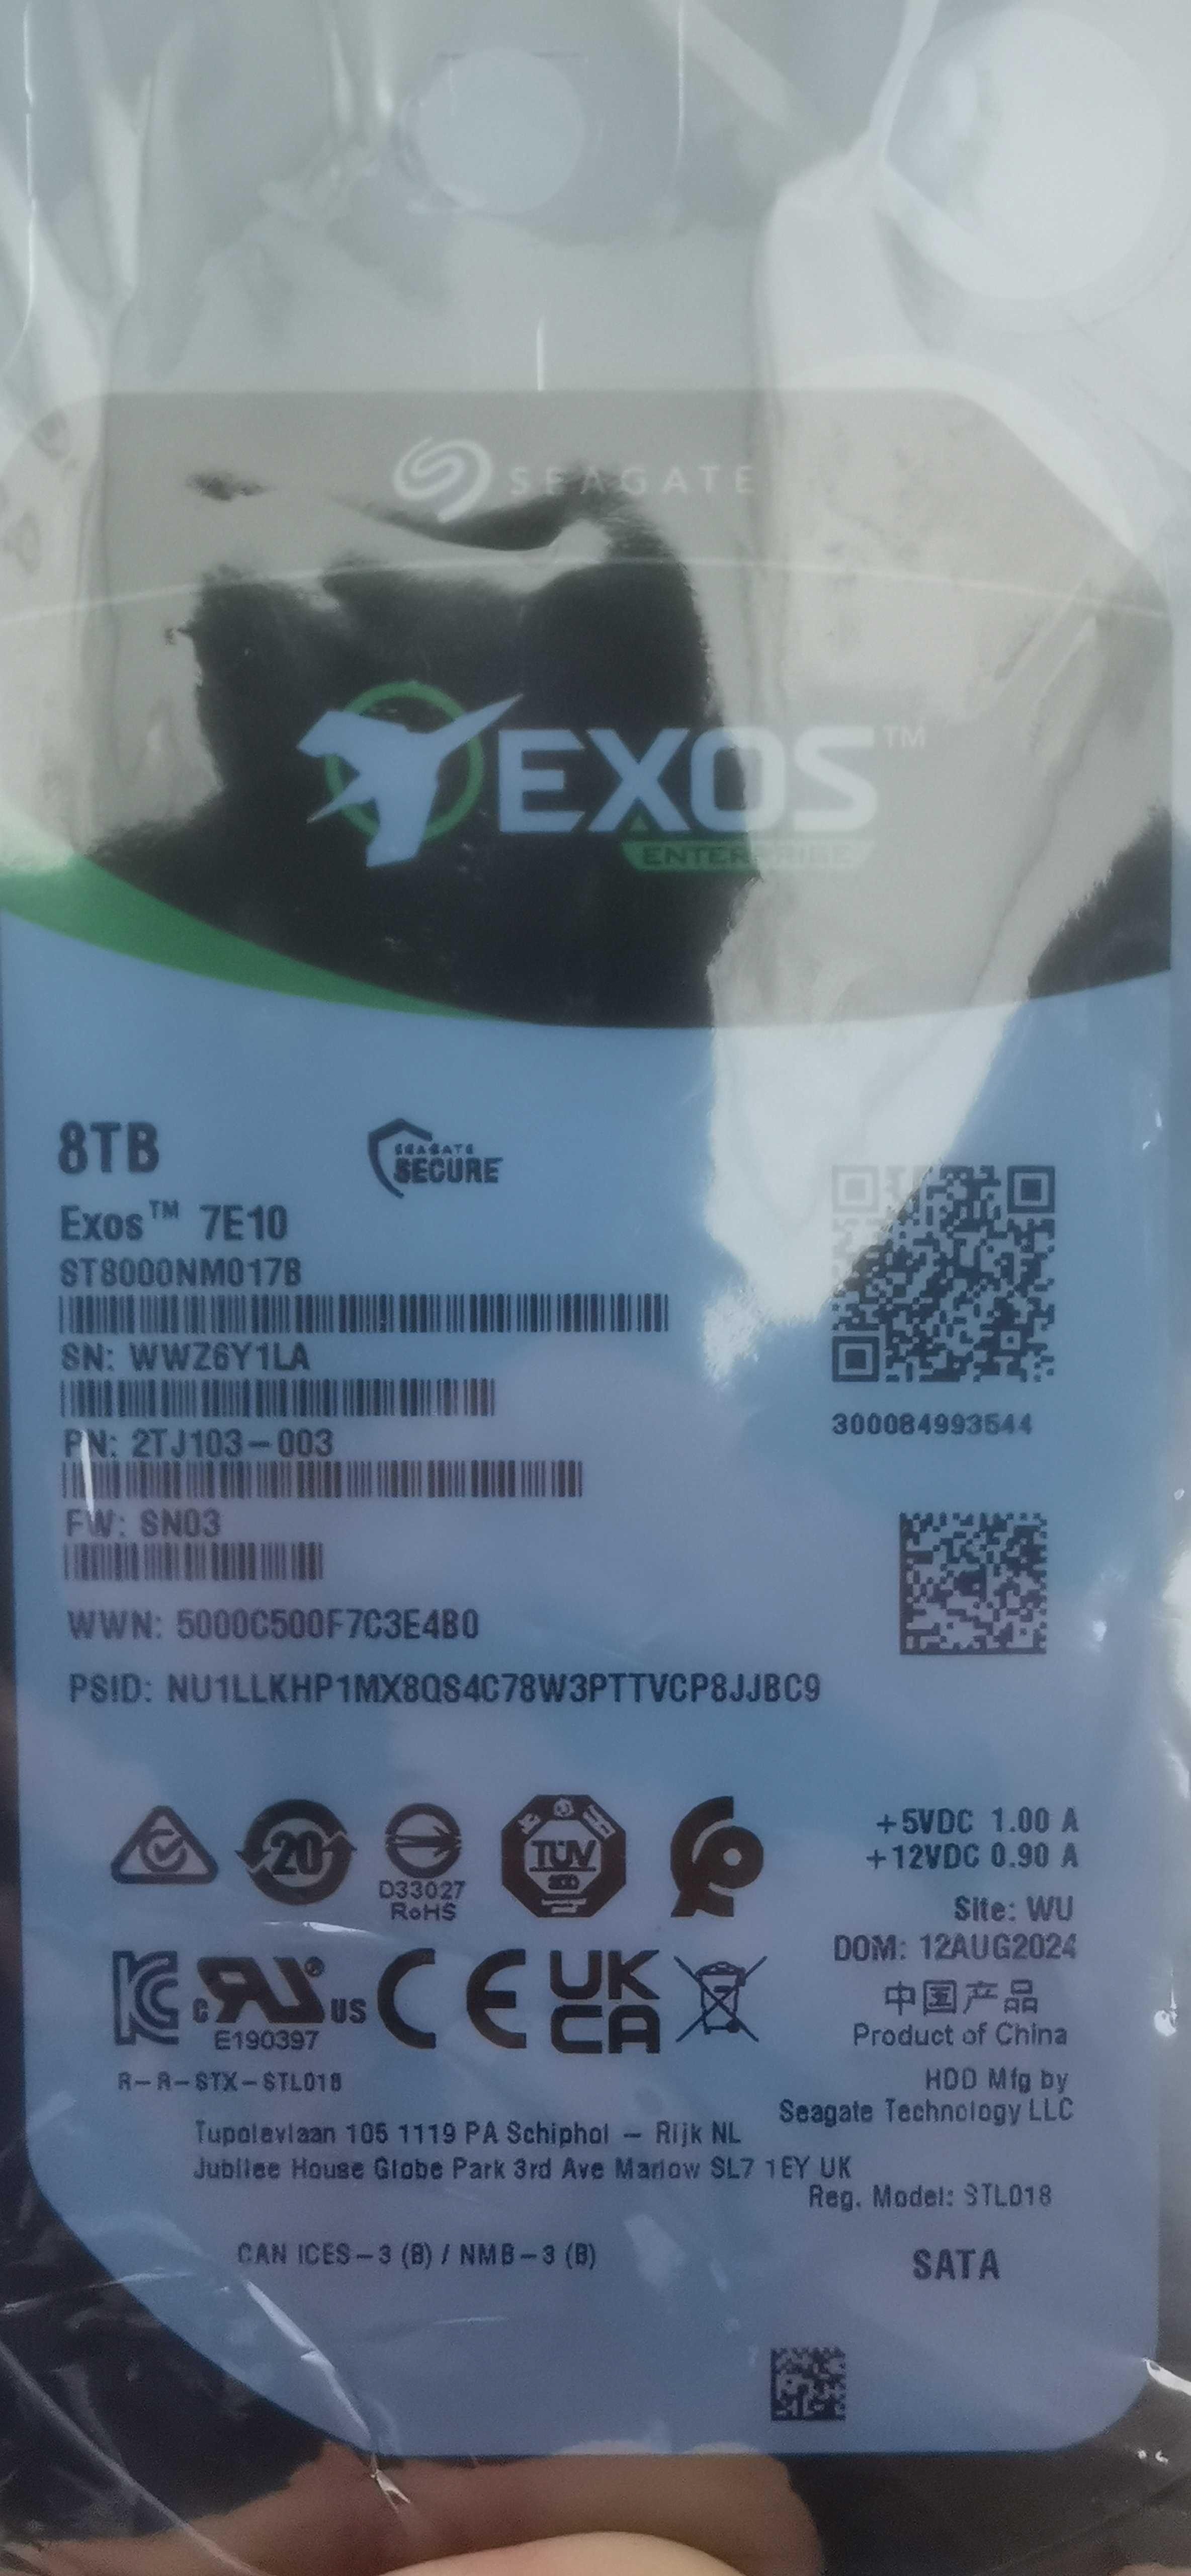 SEAGATE
EXOS™
ENTERPRISE
8TB
SEAGATE
SECURE
Exos™ 7E10
ST8000NM017B
SN: WWZ6Y1LA
PN: 2TJ103-003
300084993544
FW: SN03
WWN: 5000C500F7C3E4B0
PSID: NU1LLKHP1MX8QS4C78W3PTTVCP8JJBC9
+5VDC 1.00 A
+12VDC 0.90 A
20
TÜV
D33027
RoHS
Site: WU
DOM: 12AUG2024
中国产品
Product of China
c US
E190397
CE
UK
CA
R-R-STX-STL018
HDD Mfg by
Seagate Technology LLC
Tupolevlaan 105 1119 PA Schiphol - Rijk NL
Jubilee House Globe Park 3rd Ave Marlow SL7 1EY UK
Reg. Model: STL018
CAN ICES-3 (B) / NMB-3 (B)
SATA